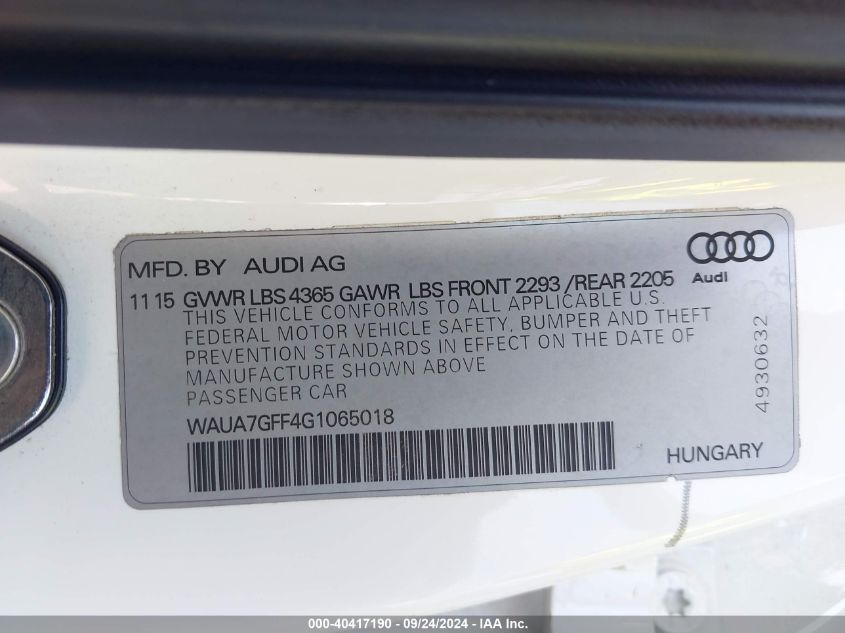 MFD. BY AUDI AG
Audi
11 15 GVWR LBS 4365 GAWR LBS FRONT 2293 /REAR 2205
THIS VEHICLE CONFORMS TO ALL APPLICABLE U.S.
FEDERAL MOTOR VEHICLE SAFETY, BUMPER AND THEFT
PREVENTION STANDARDS IN EFFECT ON THE DATE OF
MANUFACTURE SHOWN ABOVE
PASSENGER CAR
4930632
WAUA7GFF4G1065018
HUNGARY
000-40417190 - 09/24/2024 - IAA Inc.